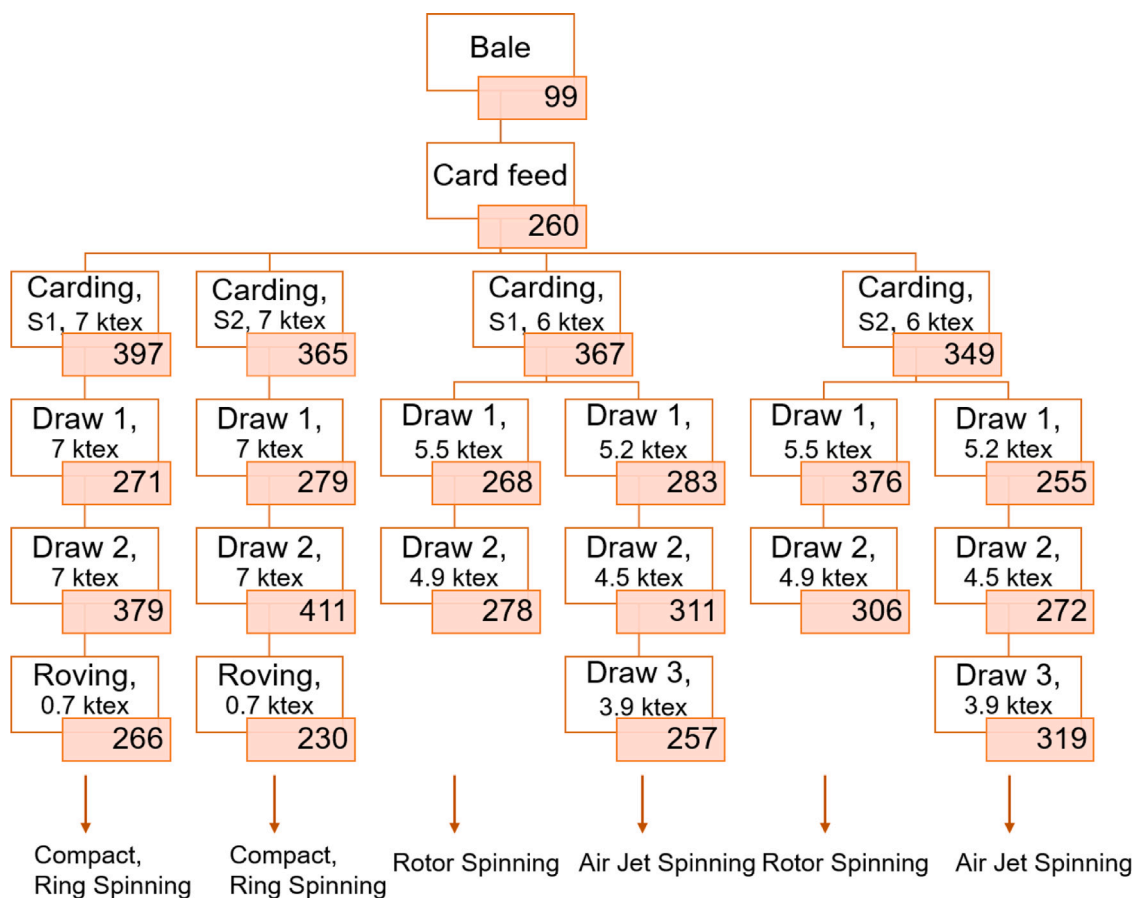 Bale
99
Card feed
260
Carding,
S1, 7 ktex
397
Carding,
S2, 7 ktex
365
Carding,
S1, 6 ktex
367
Carding,
S2, 6 ktex
349
Draw 1,
7 ktex
271
Draw 1,
7 ktex
279
Draw 1,
5.5 ktex
268
Draw 1,
5.2 ktex
283
Draw 1,
5.5 ktex
376
Draw 1,
5.2 ktex
255
Draw 2,
7 ktex
379
Draw 2,
7 ktex
411
Draw 2,
4.9 ktex
278
Draw 2,
4.5 ktex
311
Draw 2,
4.9 ktex
306
Draw 2,
4.5 ktex
272
Roving,
0.7 ktex
266
Roving,
0.7 ktex
230
Draw 3,
3.9 ktex
257
Draw 3,
3.9 ktex
319
Compact,
Ring Spinning
Compact,
Ring Spinning
Rotor Spinning
Air Jet Spinning
Rotor Spinning
Air Jet Spinning